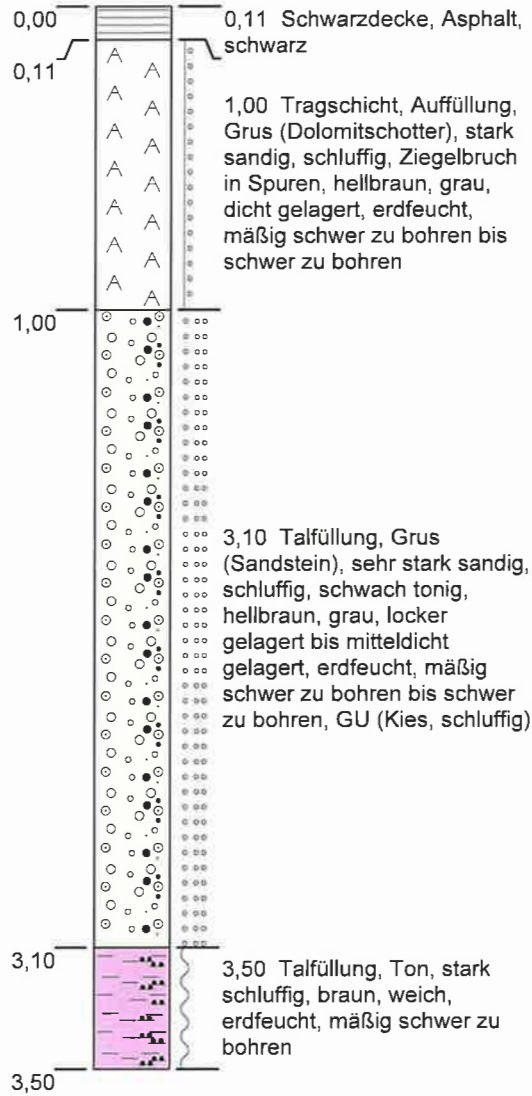 0,00
0,11 Schwarzdecke, Asphalt,
schwarz
0,11
1,00 Tragschicht, Auffüllung,
Grus (Dolomitschotter), stark
sandig, schluffig, Ziegelbruch
in Spuren, hellbraun, grau,
dicht gelagert, erdfeucht,
mäßig schwer zu bohren bis
schwer zu bohren
1,00
3,10 Talfüllung, Grus
(Sandstein), sehr stark sandig,
schluffig, schwach tonig,
hellbraun, grau, locker
gelagert bis mitteldicht
gelagert, erdfeucht, mäßig
schwer zu bohren bis schwer
zu bohren, GU (Kies, schluffig)
3,10
3,50 Talfüllung, Ton, stark
schluffig, braun, weich,
erdfeucht, mäßig schwer zu
bohren
3,50